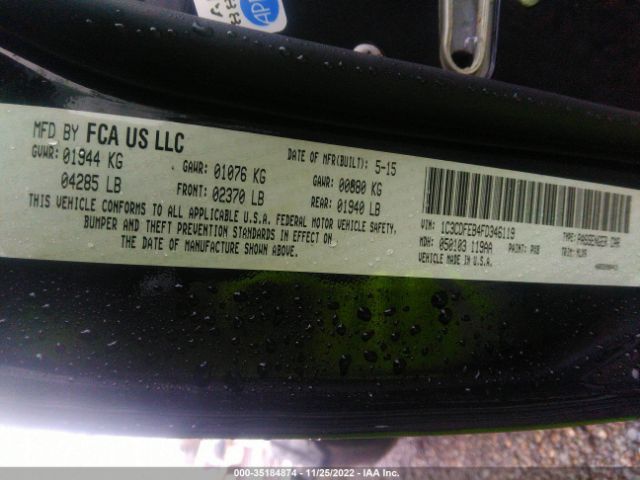 AP
MFD BY FCA US LLC
DATE OF MFR(BUILT): 5-15
GVWR: 01944 KG GAWR: 01076 KG GAWR: 00880 KG
04285 LB FRONT: 02370 LB REAR: 01940 LB
THIS VEHICLE CONFORMS TO ALL APPLICABLE U.S.A. FEDERAL MOTOR VEHICLE SAFETY,
BUMPER AND THEFT PREVENTION STANDARDS IN EFFECT ON
THE DATE OF MANUFACTURE SHOWN ABOVE.
VIN: 1C3CDFEB4FD346119 TYPE: PASSENGER CAR
MDH: 050103 119AA PAINT: PXB TRIM:
VEHICLE MADE IN U.S.A.
000-35184874 - 11/25/2022 - IAA Inc.